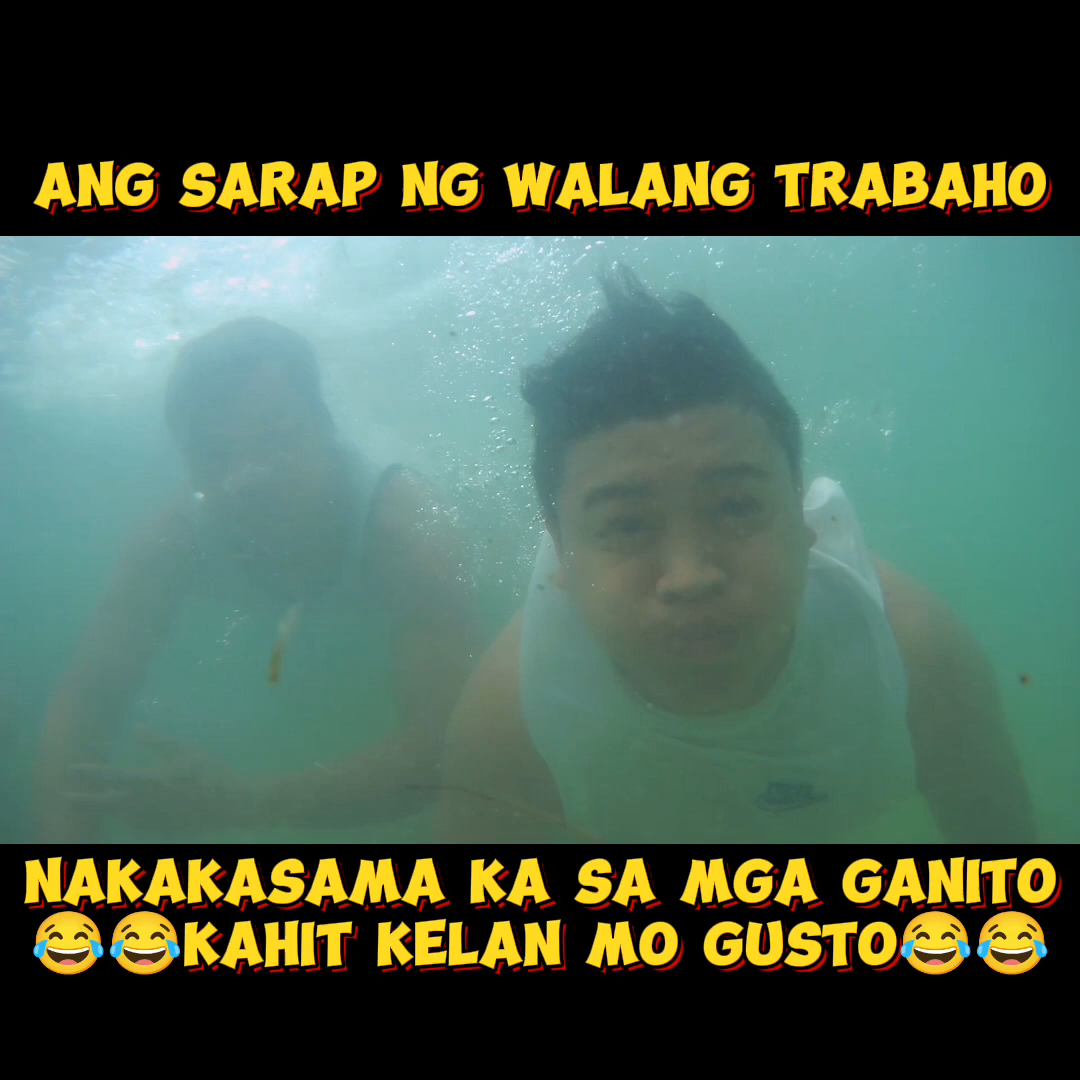 ANG SARAP NG WALANG TRABAHO
NAKAKASAMA KA SA MGA GANITO
😂😂KAHIT KELAN MO GUSTO😂😂